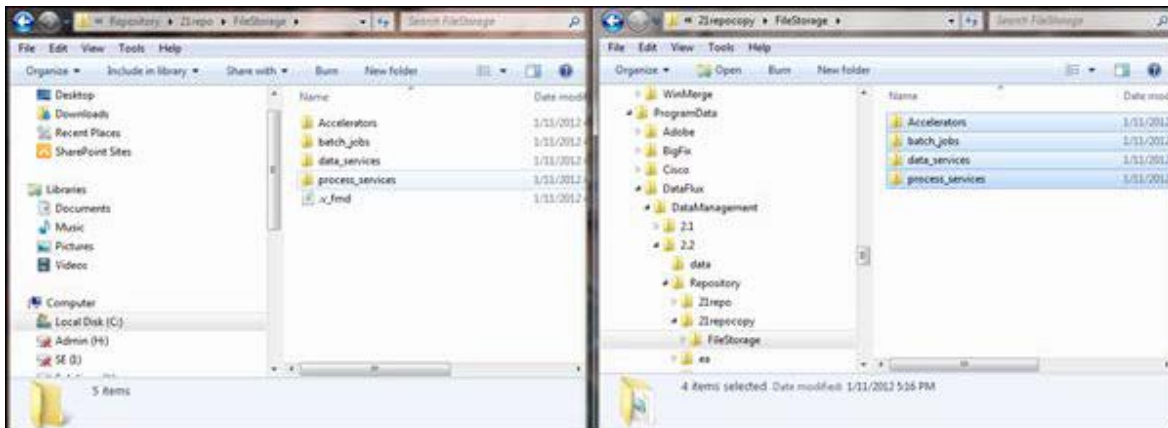 Repository ▸ 21repo ▸ FileStorage ▸
Search FileStorage
File Edit View Tools Help
Organize Include in library Share with Burn New folder
Desktop
Downloads
Recent Places
SharePoint Sites
Libraries
Documents
Music
Pictures
Videos
Computer
Local Disk (C:)
Admin (H:)
SE (I:)
Name Date modif
Accelerators 1/11/2012
batch_jobs 1/11/2012
data_services 1/11/2012
process_services 1/11/2012
1/11/2012
5 items
« 21repocopy ▸ FileStorage ▸
Search FileStorage
File Edit View Tools Help
Organize Open Burn New folder
WinMerge
ProgramData
Adobe
BigFix
Cisco
DataFlux
DataManagement
2.1
2.2
data
Repository
21repo
21repocopy
FileStorage
ea
Name Date mod
Accelerators 1/11/2012
batch_jobs 1/11/2012
data_services 1/11/2012
process_services 1/11/2012
4 items selected Date modified: 1/11/2012 5:16 PM